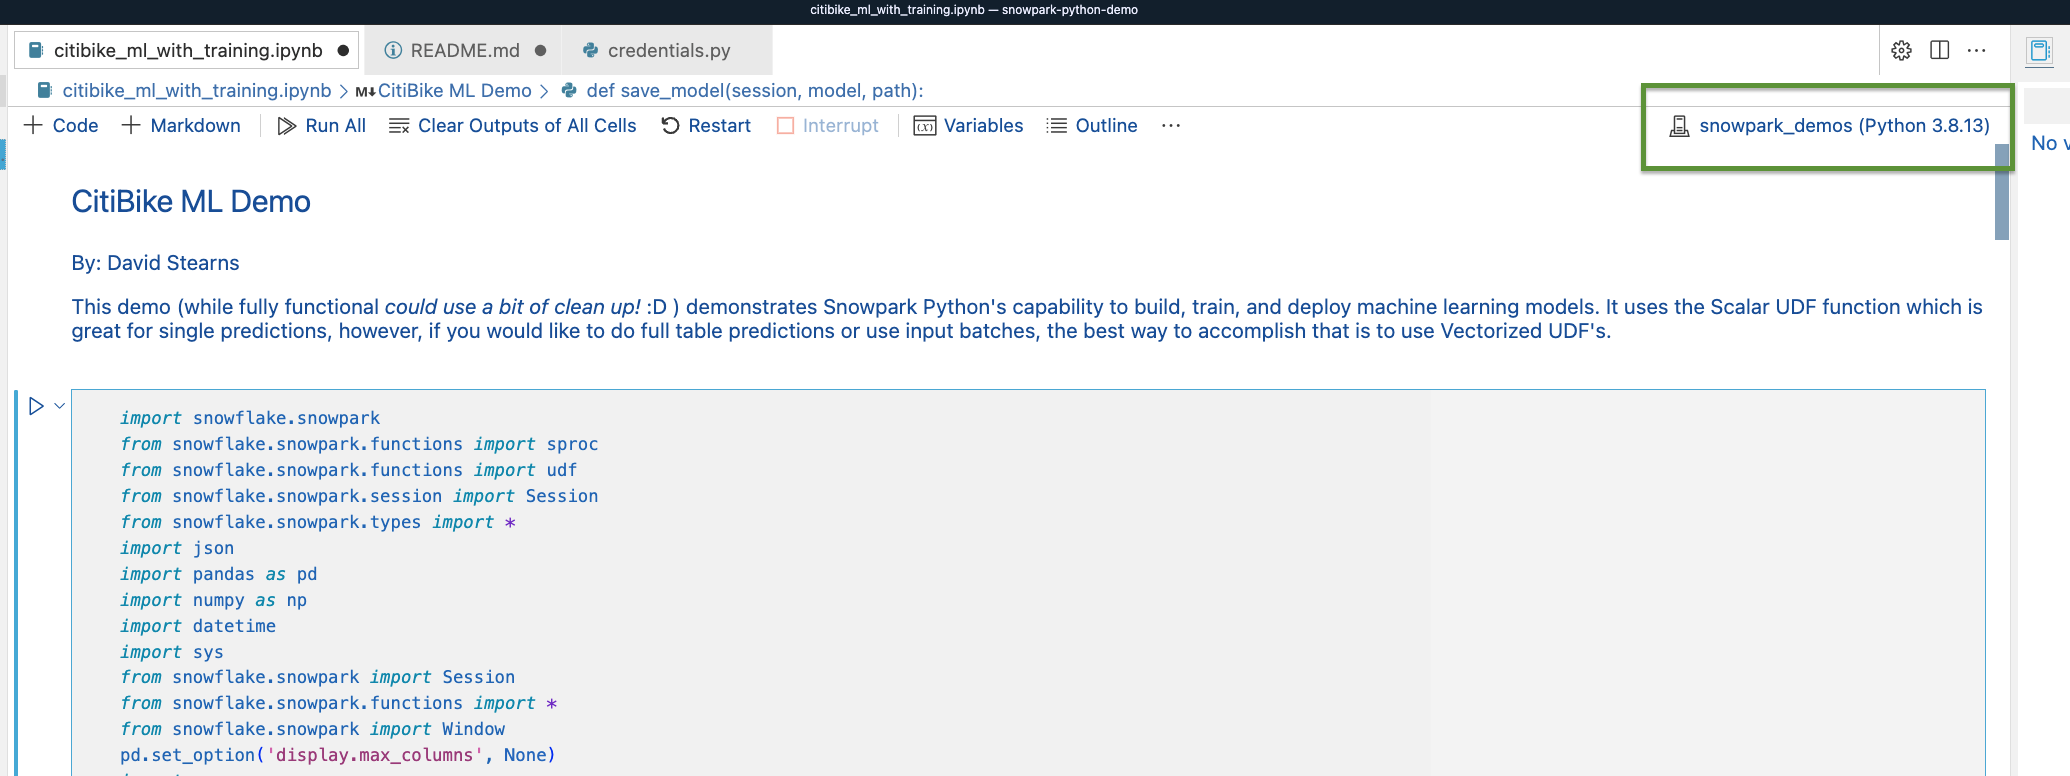 citibike_ml_with_training.ipynb — snowpark-python-demo
citibike_ml_with_training.ipynb README.md credentials.py
citibike_ml_with_training.ipynb > M↓ CitiBike ML Demo > def save_model(session, model, path):
+ Code + Markdown Run All Clear Outputs of All Cells Restart Interrupt (x) Variables Outline ··· snowpark_demos (Python 3.8.13)
No
CitiBike ML Demo
By: David Stearns
This demo (while fully functional could use a bit of clean up! :D ) demonstrates Snowpark Python's capability to build, train, and deploy machine learning models. It uses the Scalar UDF function which is
great for single predictions, however, if you would like to do full table predictions or use input batches, the best way to accomplish that is to use Vectorized UDF's.
import snowflake.snowpark
from snowflake.snowpark.functions import sproc
from snowflake.snowpark.functions import udf
from snowflake.snowpark.session import Session
from snowflake.snowpark.types import *
import json
import pandas as pd
import numpy as np
import datetime
import sys
from snowflake.snowpark import Session
from snowflake.snowpark.functions import *
from snowflake.snowpark import Window
pd.set_option('display.max_columns', None)